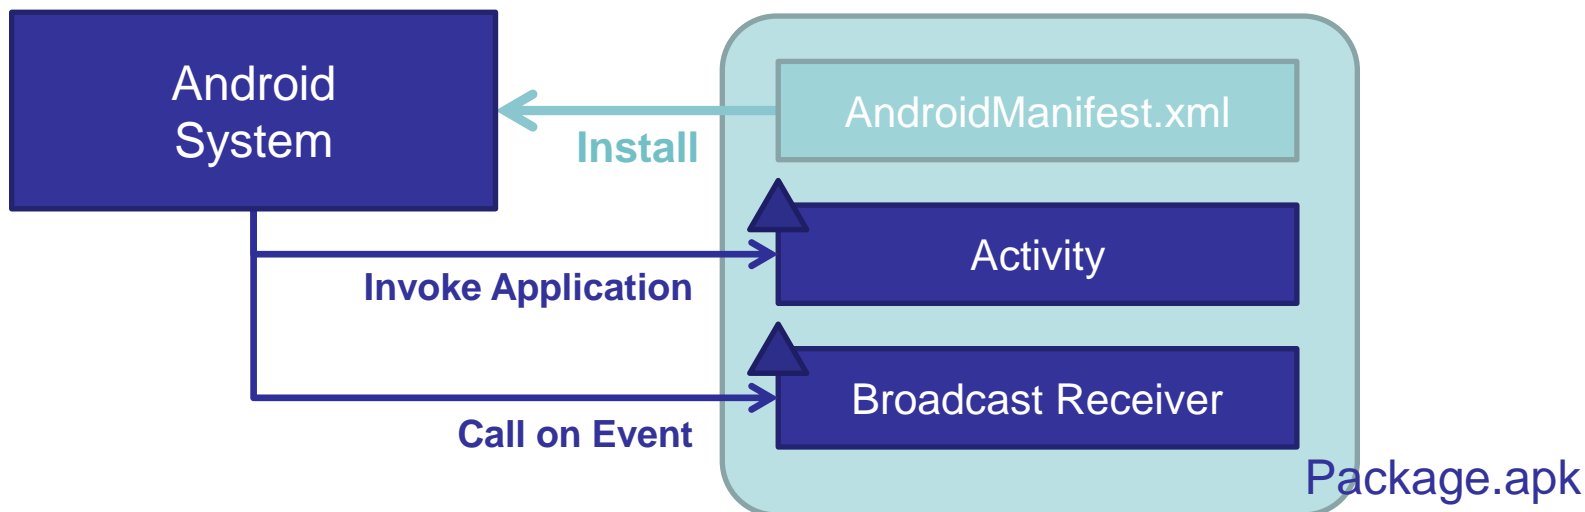 Android
System
AndroidManifest.xml
Install
Activity
Invoke Application
Broadcast Receiver
Call on Event
Package.apk